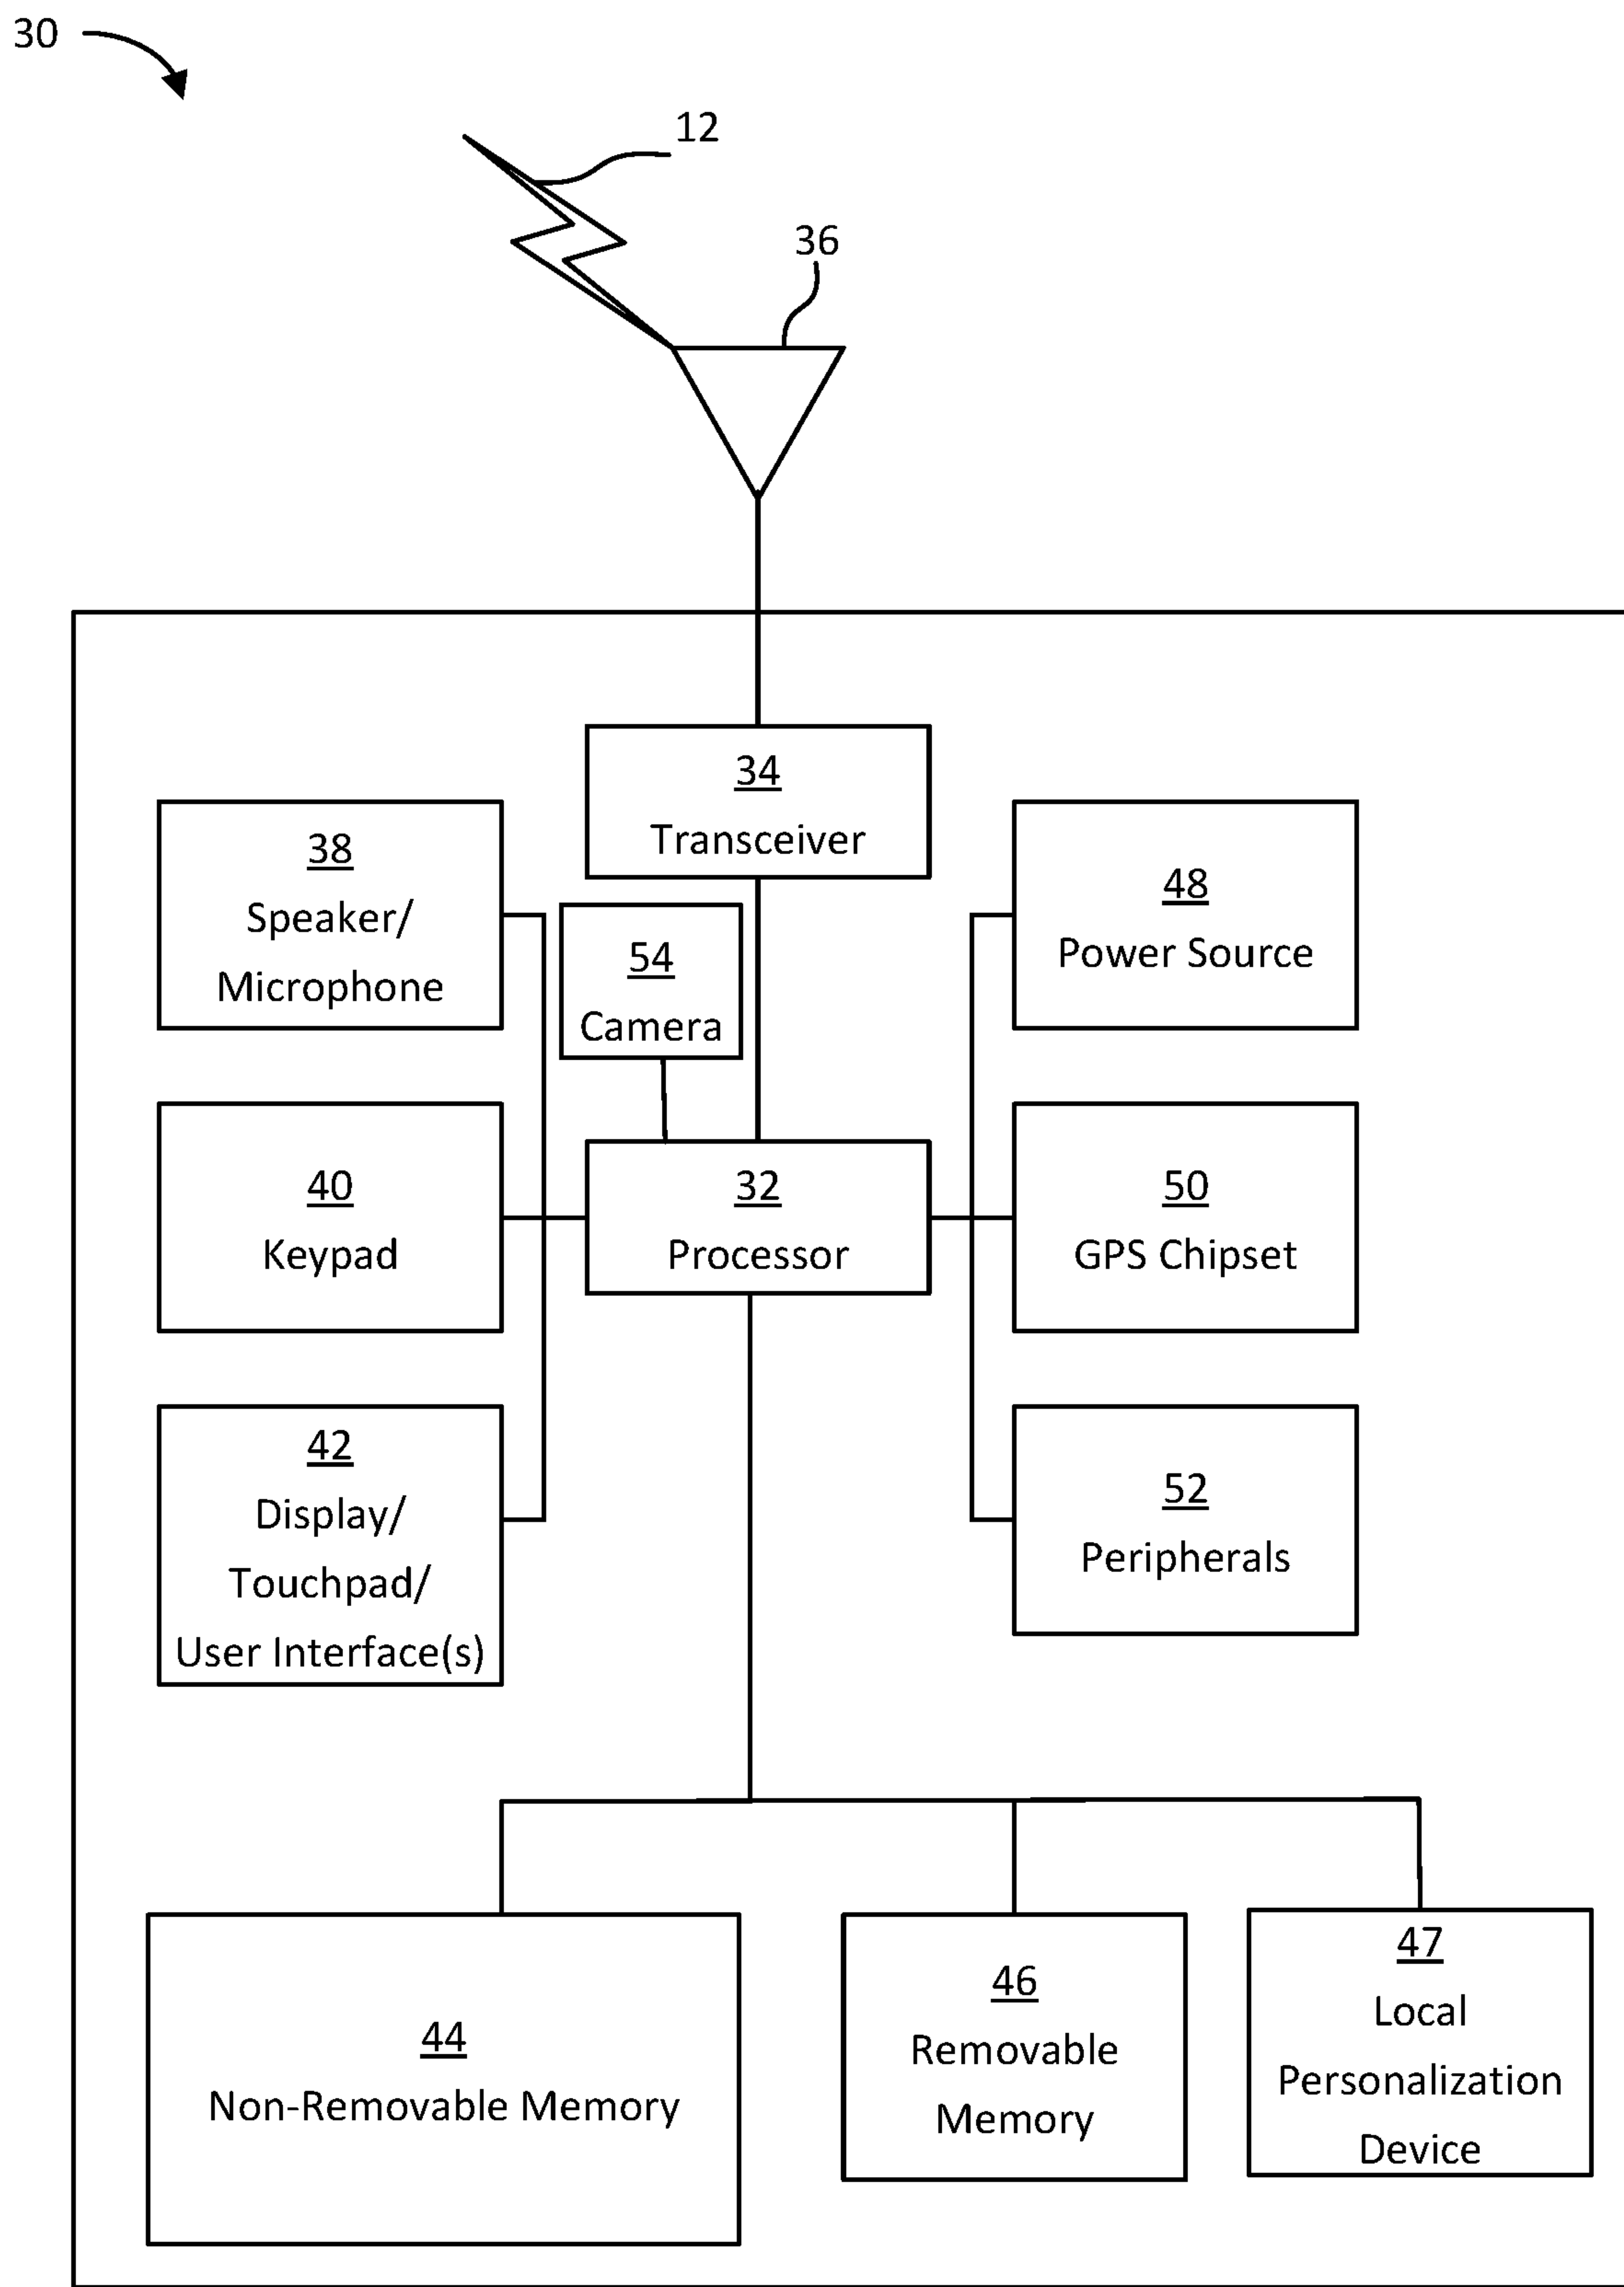 30
12
36
34
Transceiver
38
Speaker/
Microphone
54
Camera
48
Power Source
40
Keypad
32
Processor
50
GPS Chipset
42
Display/
Touchpad/
User Interface(s)
52
Peripherals
44
Non-Removable Memory
46
Removable
Memory
47
Local
Personalization
Device